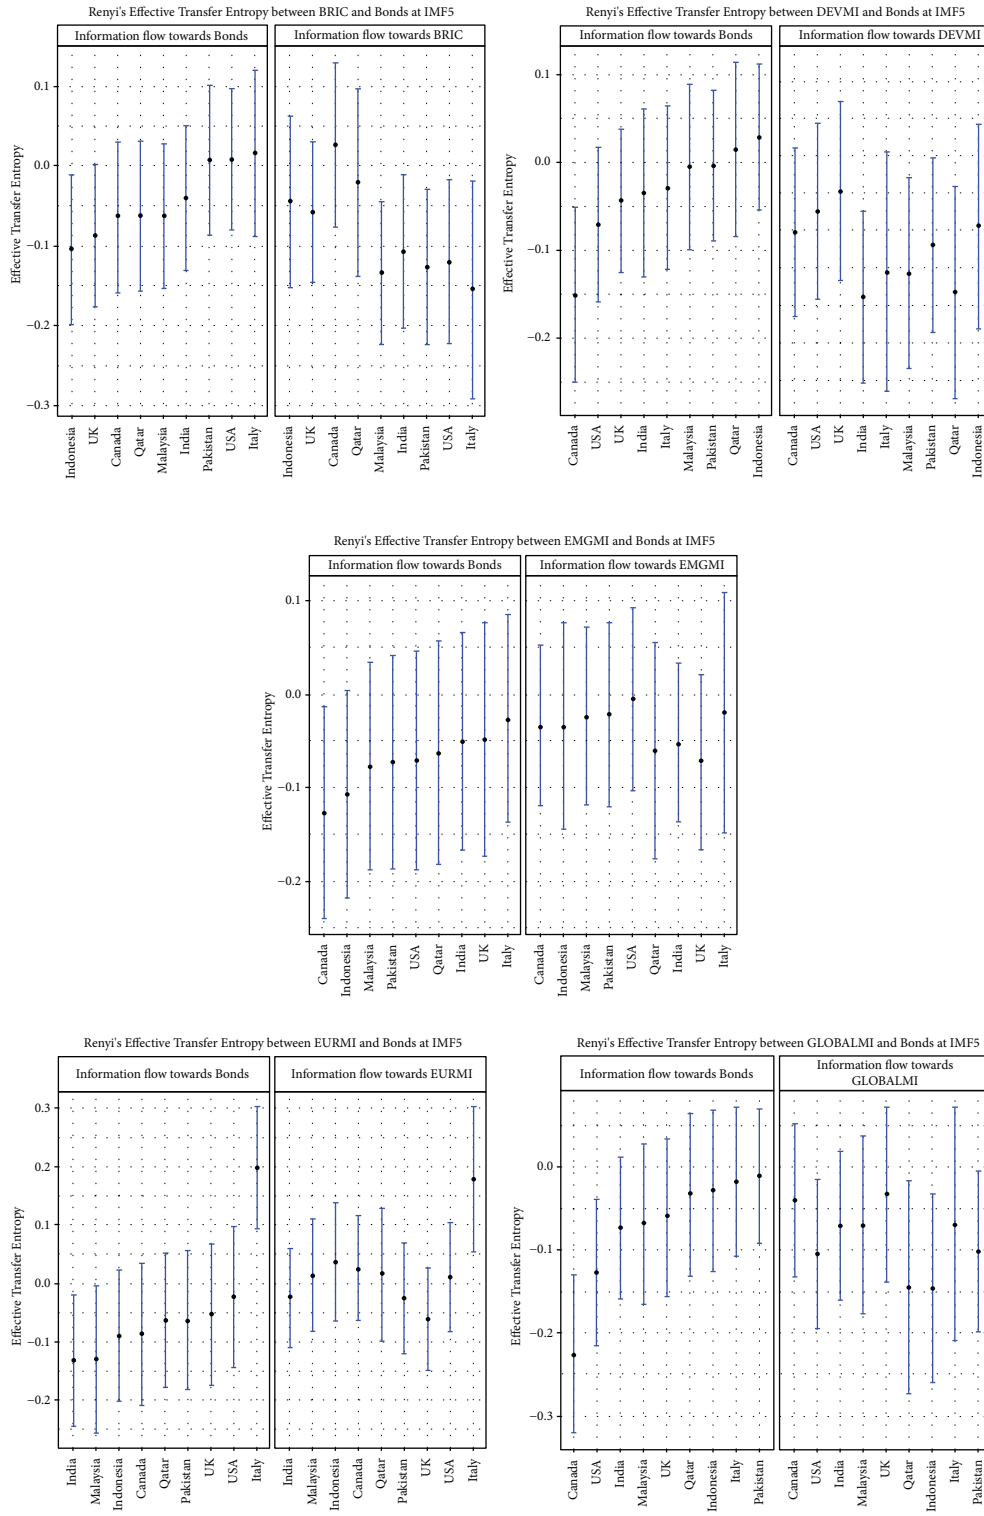 Renyi's Effective Transfer Entropy between BRIC and Bonds at IMF5
Information flow towards Bonds
Information flow towards BRIC
Effective Transfer Entropy
0.1
0.0
−0.1
−0.2
−0.3
Indonesia
UK
Canada
Qatar
Malaysia
India
Pakistan
USA
Italy
Indonesia
UK
Canada
Qatar
Malaysia
India
Pakistan
USA
Italy
Renyi's Effective Transfer Entropy between DEVMI and Bonds at IMF5
Information flow towards Bonds
Information flow towards DEVMI
Effective Transfer Entropy
0.1
0.0
−0.1
−0.2
Canada
USA
UK
India
Italy
Malaysia
Pakistan
Qatar
Indonesia
Canada
USA
UK
India
Italy
Malaysia
Pakistan
Qatar
Indonesia
Renyi's Effective Transfer Entropy between EMGMI and Bonds at IMF5
Information flow towards Bonds
Information flow towards EMGMI
Effective Transfer Entropy
0.1
0.0
−0.1
−0.2
Canada
Indonesia
Malaysia
Pakistan
USA
Qatar
India
UK
Italy
Canada
Indonesia
Malaysia
Pakistan
USA
Qatar
India
UK
Italy
Renyi's Effective Transfer Entropy between EURMI and Bonds at IMF5
Information flow towards Bonds
Information flow towards EURMI
Effective Transfer Entropy
0.3
0.2
0.1
0.0
−0.1
−0.2
India
Malaysia
Indonesia
Canada
Qatar
Pakistan
UK
USA
Italy
India
Malaysia
Indonesia
Canada
Qatar
Pakistan
UK
USA
Italy
Renyi's Effective Transfer Entropy between GLOBALMI and Bonds at IMF5
Information flow towards Bonds
Information flow towards
GLOBALMI
Effective Transfer Entropy
0.0
−0.1
−0.2
−0.3
Canada
USA
India
Malaysia
UK
Qatar
Indonesia
Italy
Pakistan
Canada
USA
India
Malaysia
UK
Qatar
Indonesia
Italy
Pakistan